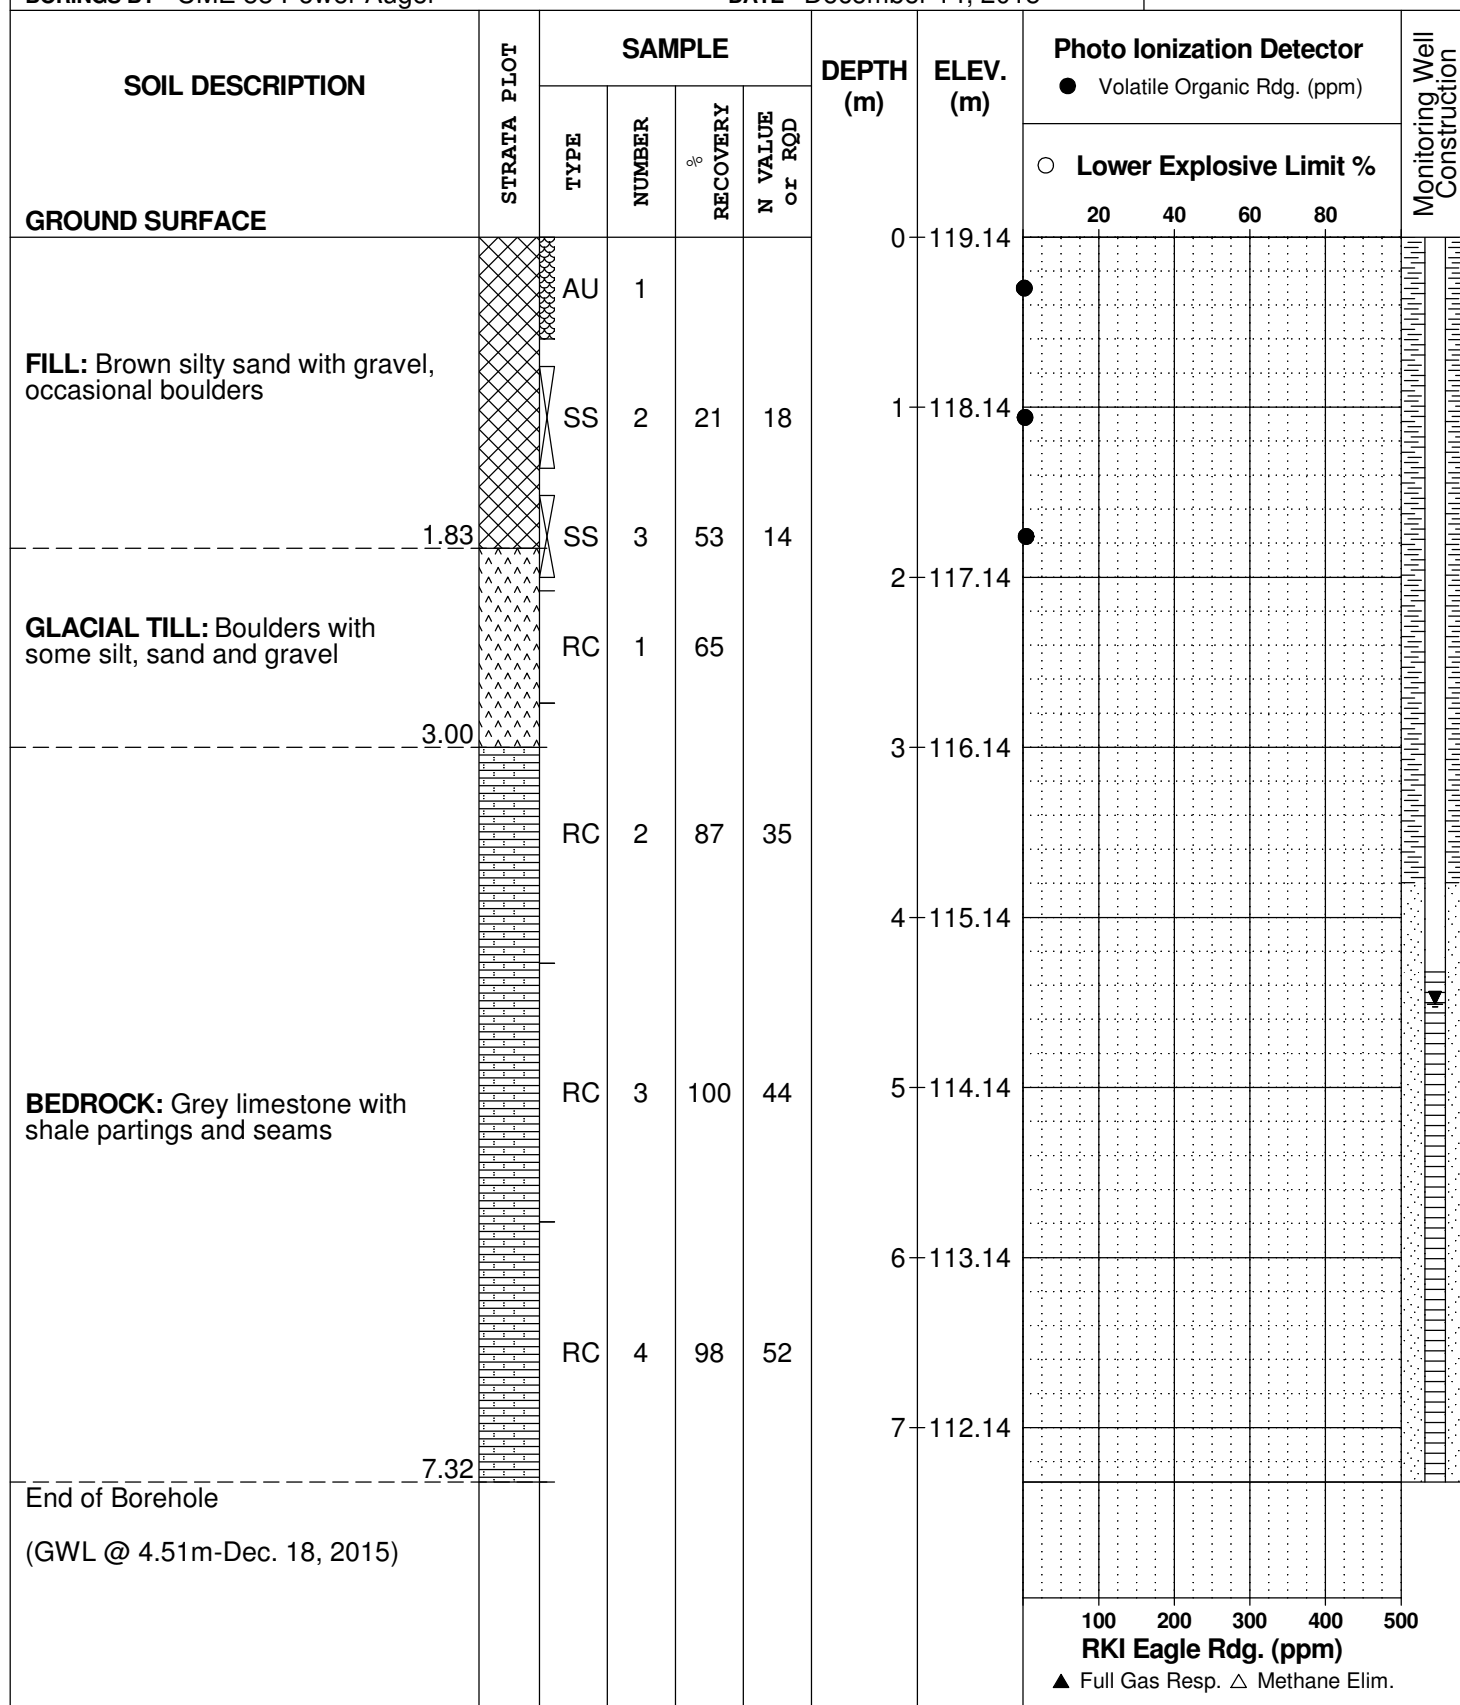 SOIL DESCRIPTION
GROUND SURFACE
STRATA PLOT
SAMPLE
TYPE
NUMBER
% RECOVERY
N VALUE or RQD
DEPTH (m)
ELEV. (m)
Photo Ionization Detector
● Volatile Organic Rdg. (ppm)
○ Lower Explosive Limit %
20 40 60 80
Monitoring Well Construction
0 119.14
AU 1
FILL: Brown silty sand with gravel,
occasional boulders
1 118.14
SS 2 21 18
1.83
SS 3 53 14
2 117.14
GLACIAL TILL: Boulders with
some silt, sand and gravel
RC 1 65
3.00
3 116.14
RC 2 87 35
4 115.14
BEDROCK: Grey limestone with
shale partings and seams
RC 3 100 44
5 114.14
6 113.14
RC 4 98 52
7 112.14
7.32
End of Borehole
(GWL @ 4.51m-Dec. 18, 2015)
100 200 300 400 500
RKI Eagle Rdg. (ppm)
▲ Full Gas Resp. △ Methane Elim.